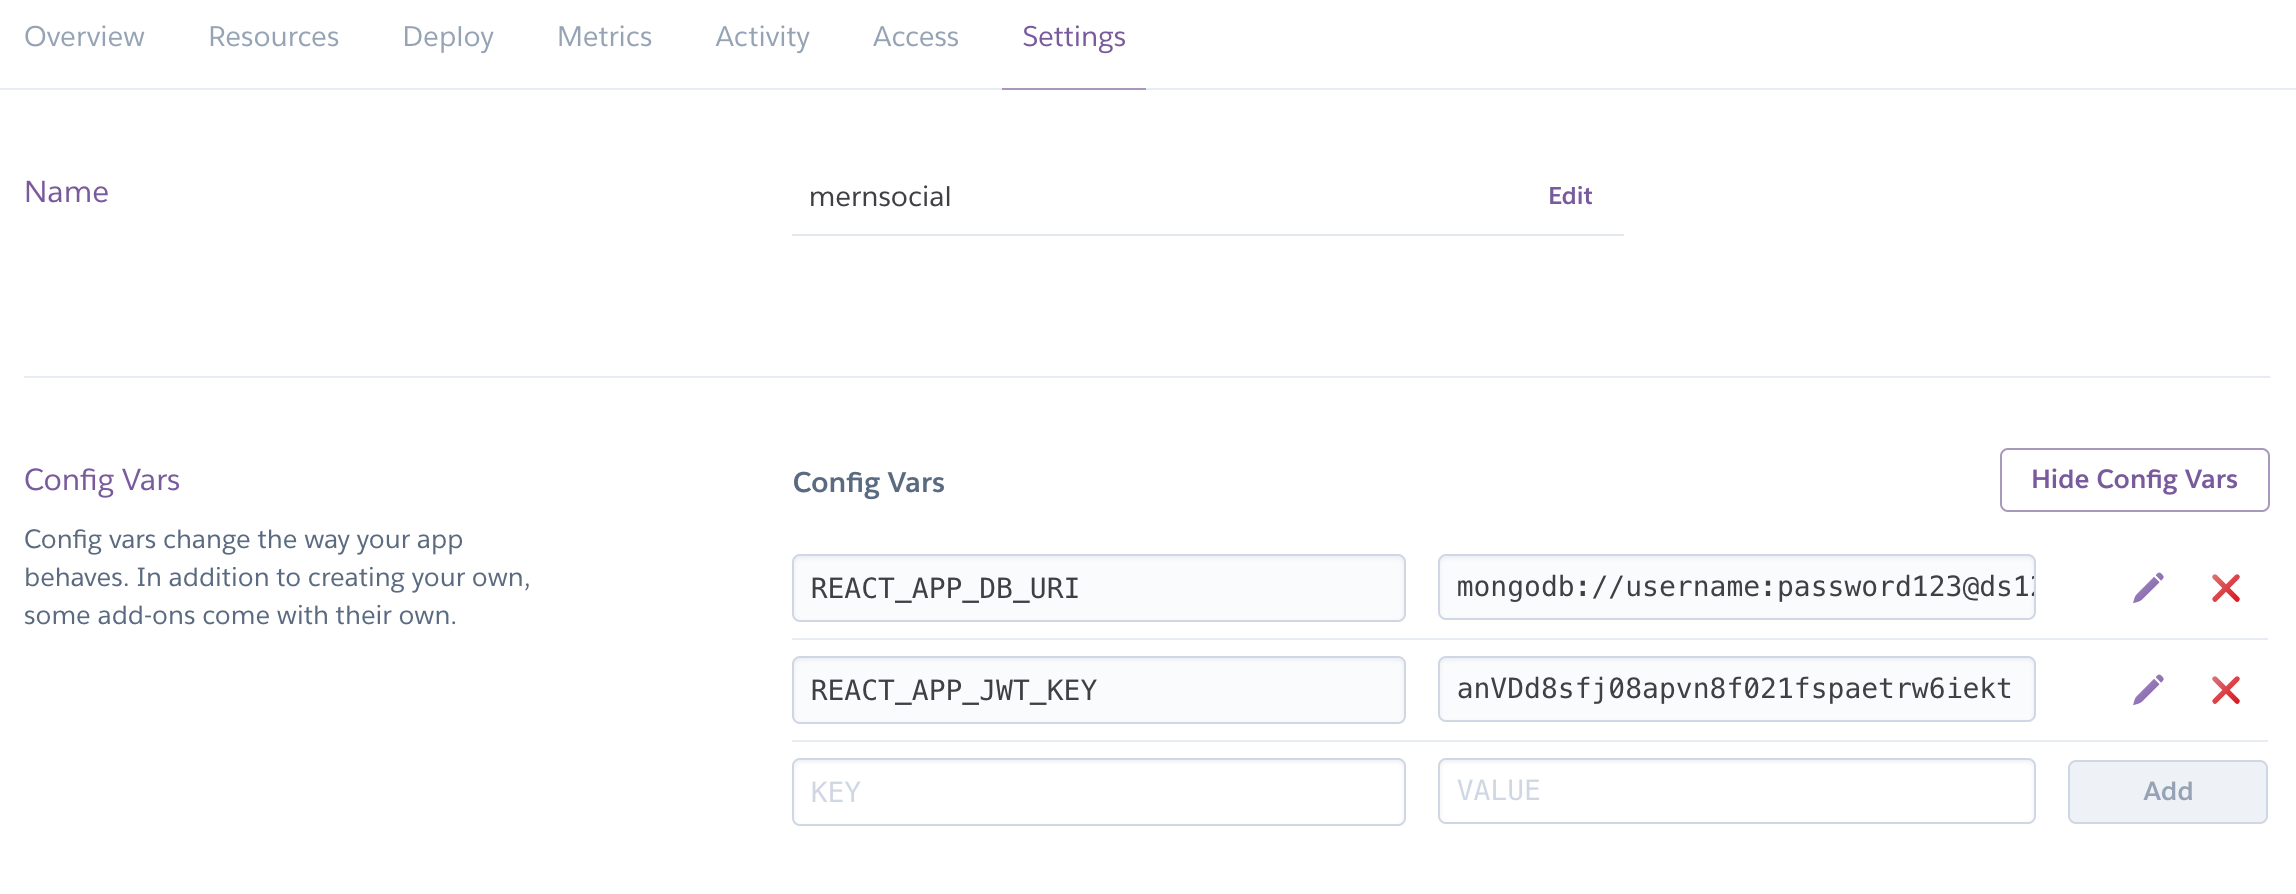 Overview Resources Deploy Metrics Activity Access Settings
Name
mernsocial Edit
Config Vars
Config vars change the way your app
behaves. In addition to creating your own,
some add-ons come with their own.
Config Vars Hide Config Vars
REACT_APP_DB_URI mongodb://username:password123@ds12
REACT_APP_JWT_KEY anVDd8sfj08apvn8f021fspaetrw6iekt
KEY VALUE Add